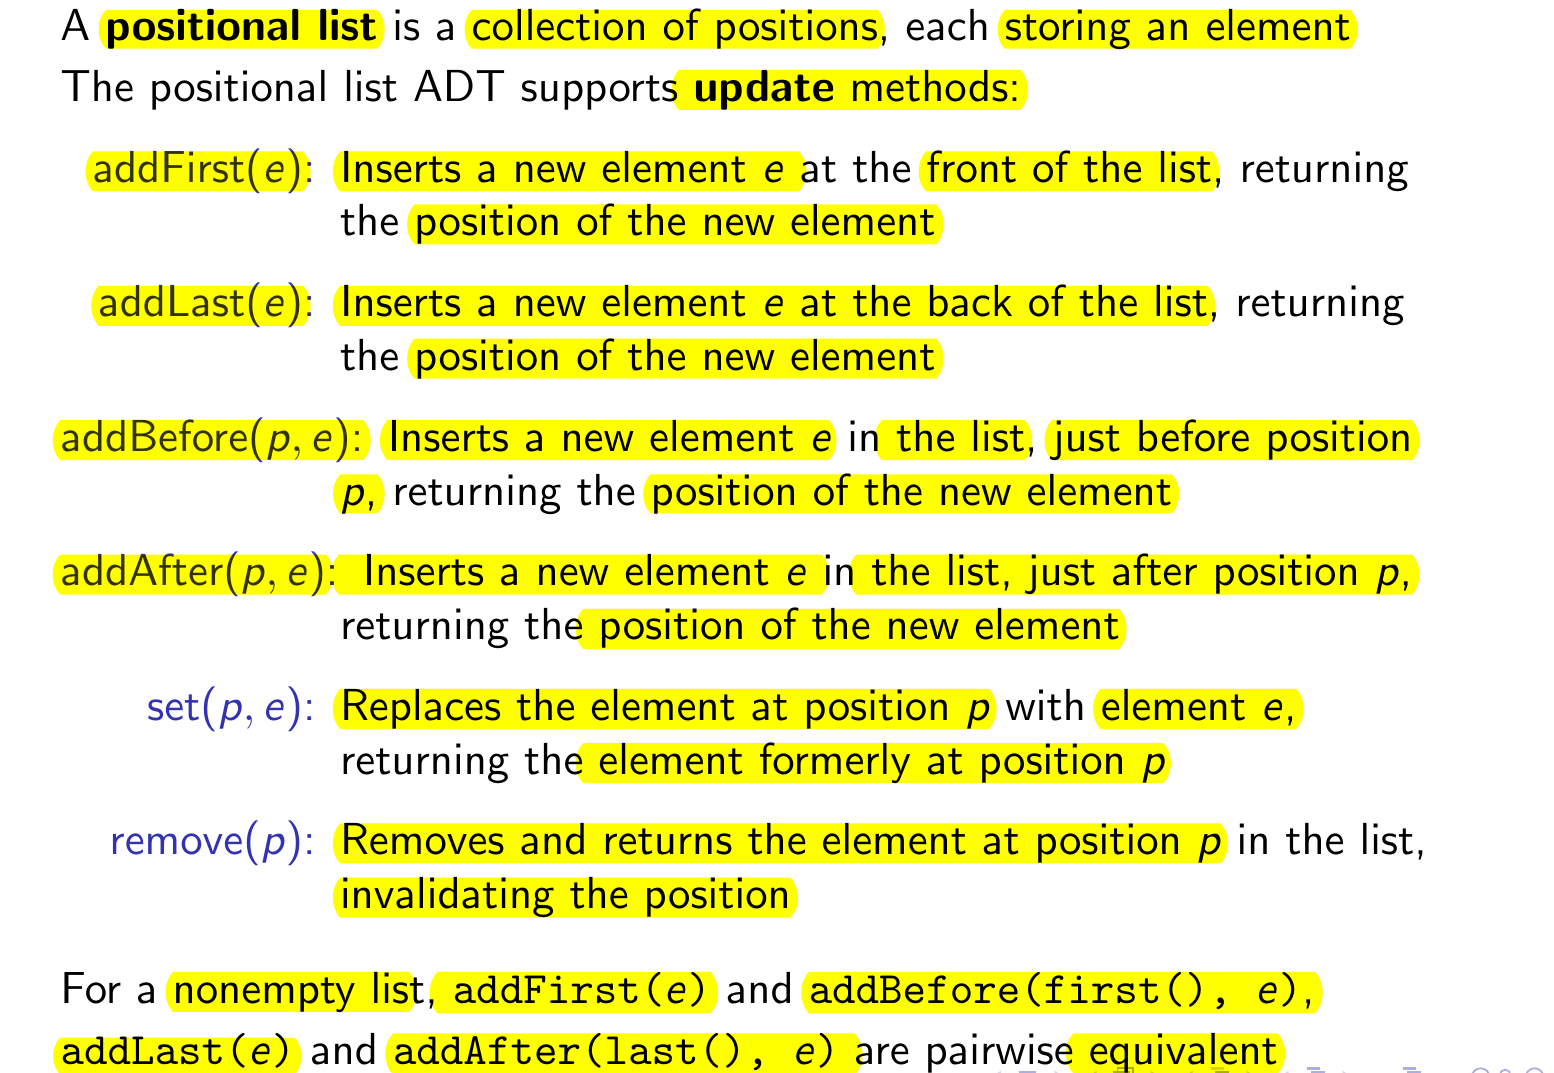 A positional list is a collection of positions, each storing an element
The positional list ADT supports update methods:
addFirst(e): Inserts a new element e at the front of the list, returning
the position of the new element
addLast(e): Inserts a new element e at the back of the list, returning
the position of the new element
addBefore(p, e): Inserts a new element e in the list, just before position
p, returning the position of the new element
addAfter(p, e): Inserts a new element e in the list, just after position p,
returning the position of the new element
set(p, e): Replaces the element at position p with element e,
returning the element formerly at position p
remove(p): Removes and returns the element at position p in the list,
invalidating the position
For a nonempty list, addFirst(e) and addBefore(first(), e),
addLast(e) and addAfter(last(), e) are pairwise equivalent